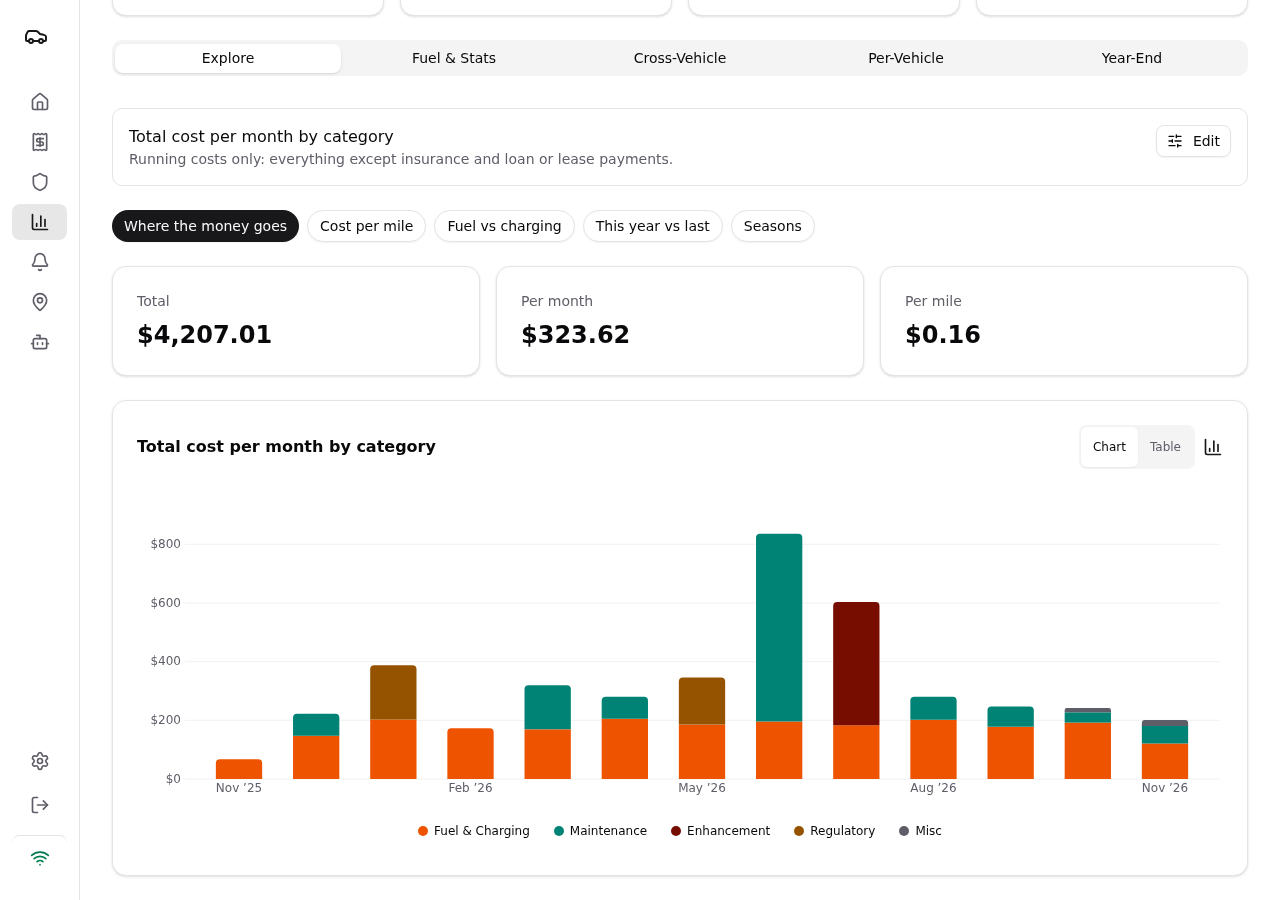 Explore Fuel & Stats Cross-Vehicle Per-Vehicle Year-End
Total cost per month by category
Running costs only: everything except insurance and loan or lease payments.
Edit
Where the money goes Cost per mile Fuel vs charging This year vs last Seasons
Total Per month Per mile
$4,207.01 $323.62 $0.16
Total cost per month by category
Chart Table
$800
$600
$400
$200
$0
Nov ’25 Feb ’26 May ’26 Aug ’26 Nov ’26
Fuel & Charging Maintenance Enhancement Regulatory Misc